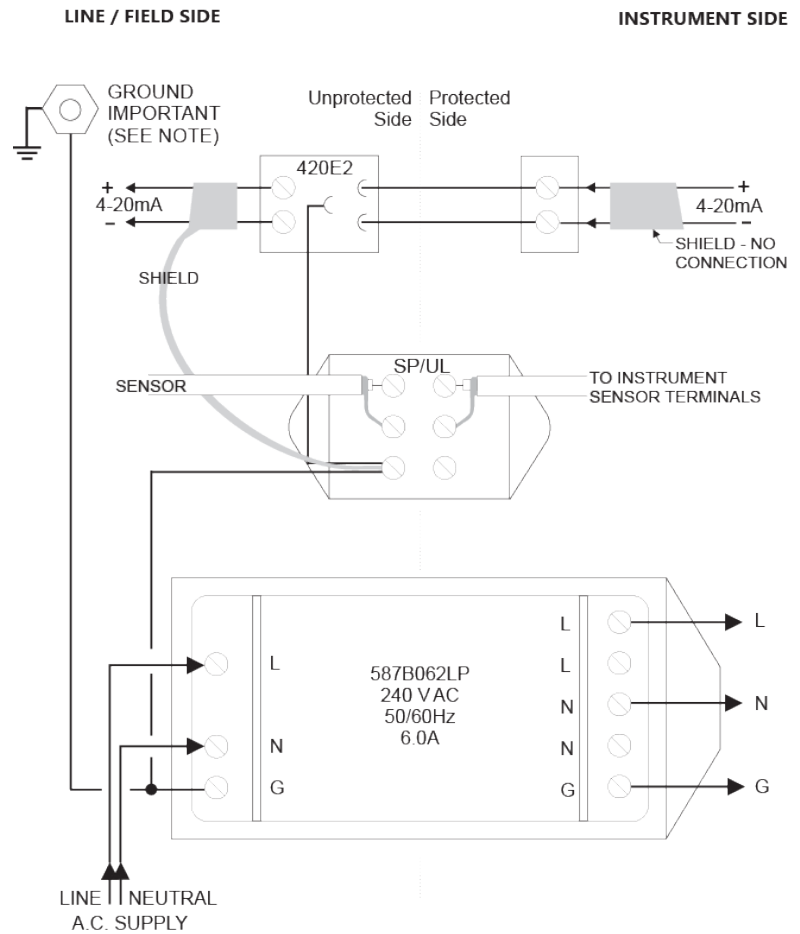 LINE / FIELD SIDE
INSTRUMENT SIDE
GROUND
IMPORTANT
(SEE NOTE)
Unprotected
Side
Protected
Side
420E2
+
4-20mA
-
+
4-20mA
-
SHIELD - NO
CONNECTION
SHIELD
SP/UL
SENSOR
TO INSTRUMENT
SENSOR TERMINALS
L
N
G
587B062LP
240 VAC
50/60Hz
6.0A
L
L
N
N
G
L
N
G
LINE
NEUTRAL
A.C. SUPPLY